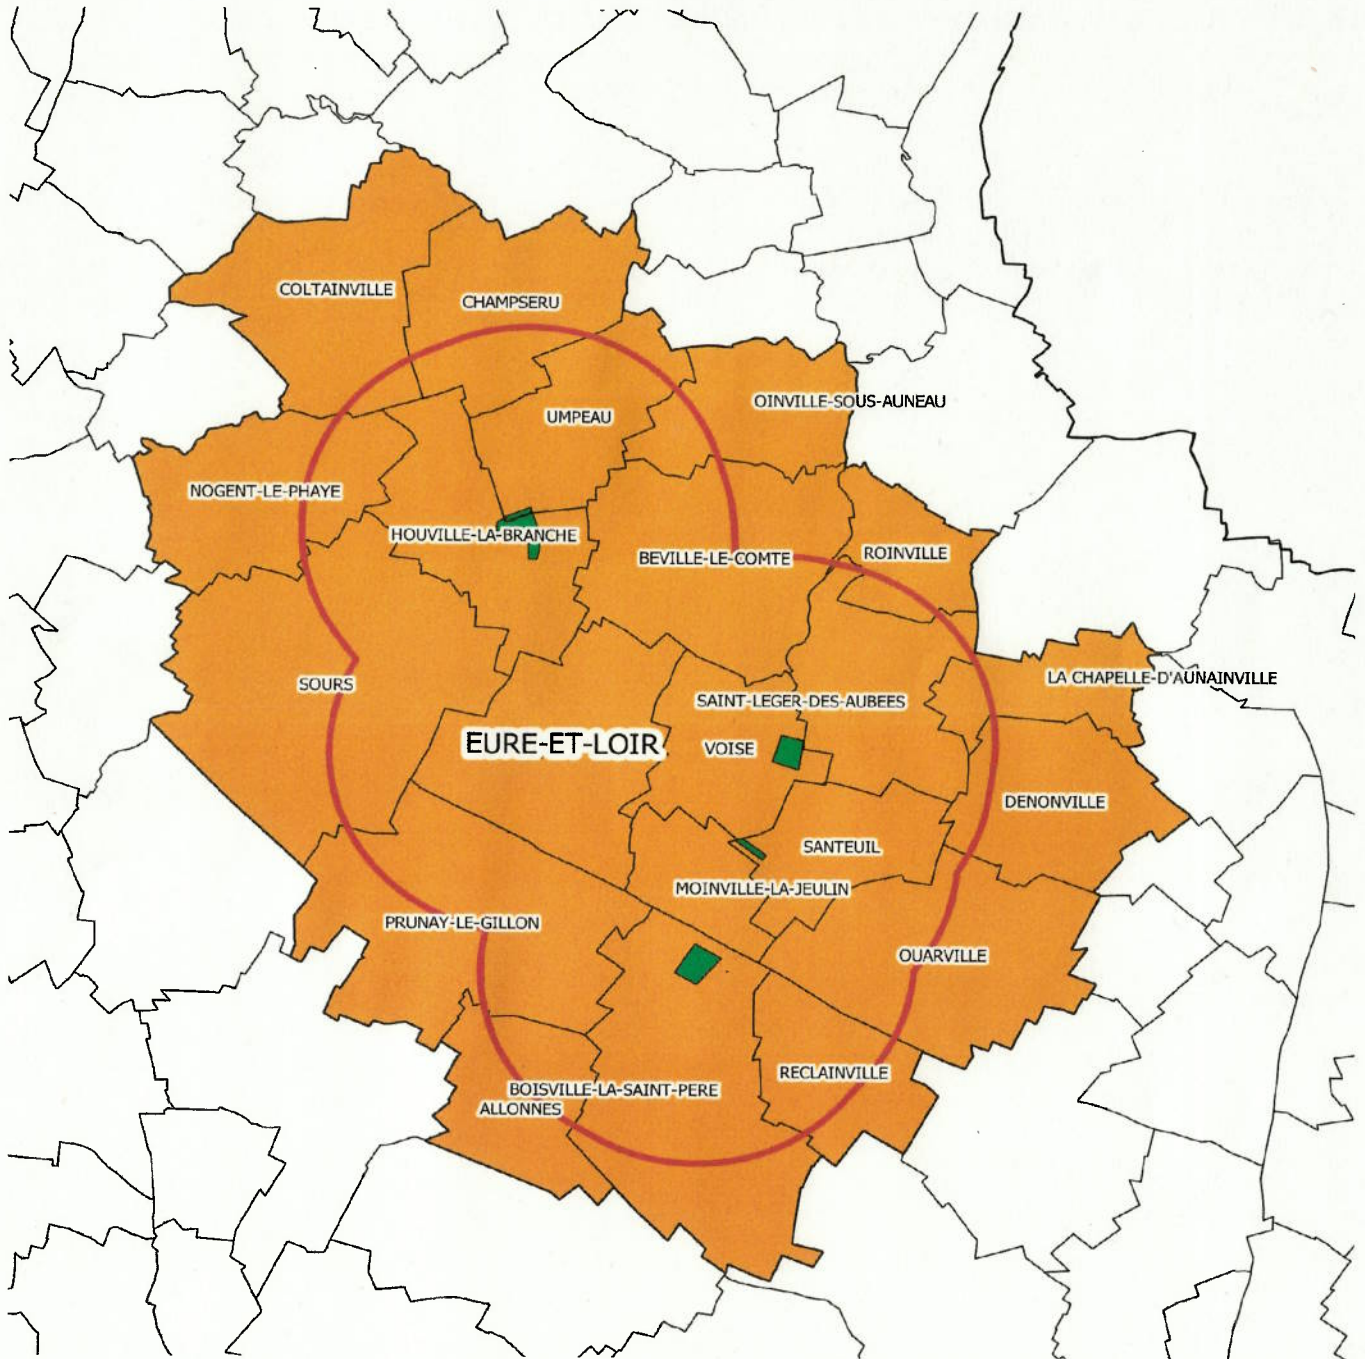 COLTAINVILLE
CHAMPSERU
OINVILLE-SOUS-AUNEAU
UMPEAU
NOGENT-LE-PHAYE
HOUVILLE-LA-BRANCHE
BEVILLE-LE-COMTE
ROINVILLE
LA CHAPELLE-D'AUNAINVILLE
SOURS
SAINT-LEGER-DES-AUBEES
EURE-ET-LOIR
VOISE
DENONVILLE
SANTEUIL
MOINVILLE-LA-JEULIN
PRUNAY-LE-GILLON
OUARVILLE
RECLAINVILLE
BOISVILLE-LA-SAINT-PERE
ALLONNES